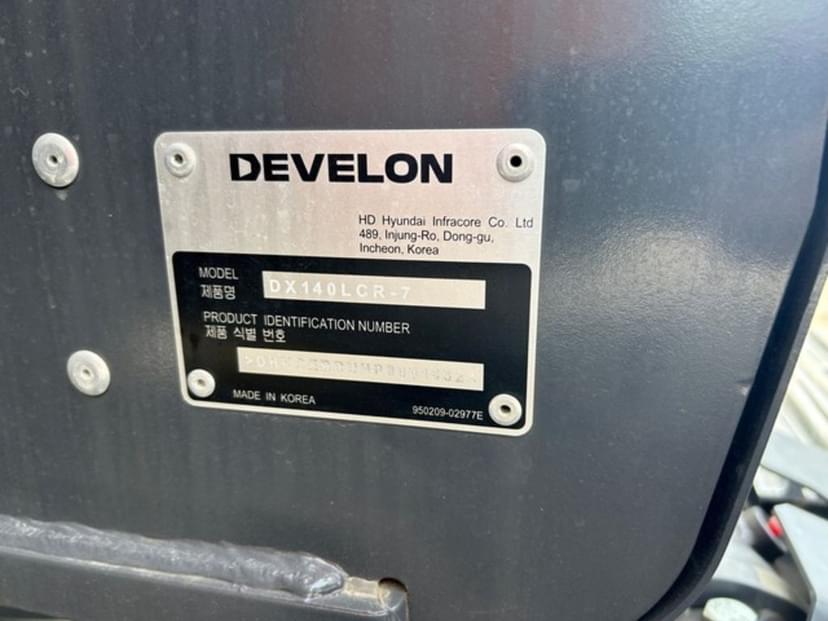 DEVELON
HD Hyundai Infracore Co. Ltd
489, Injung-Ro, Dong-gu,
Incheon, Korea
MODEL
제품명
DX140LCR-7
PRODUCT IDENTIFICATION NUMBER
제품 식별 번호
MADE IN KOREA
950209-02977E